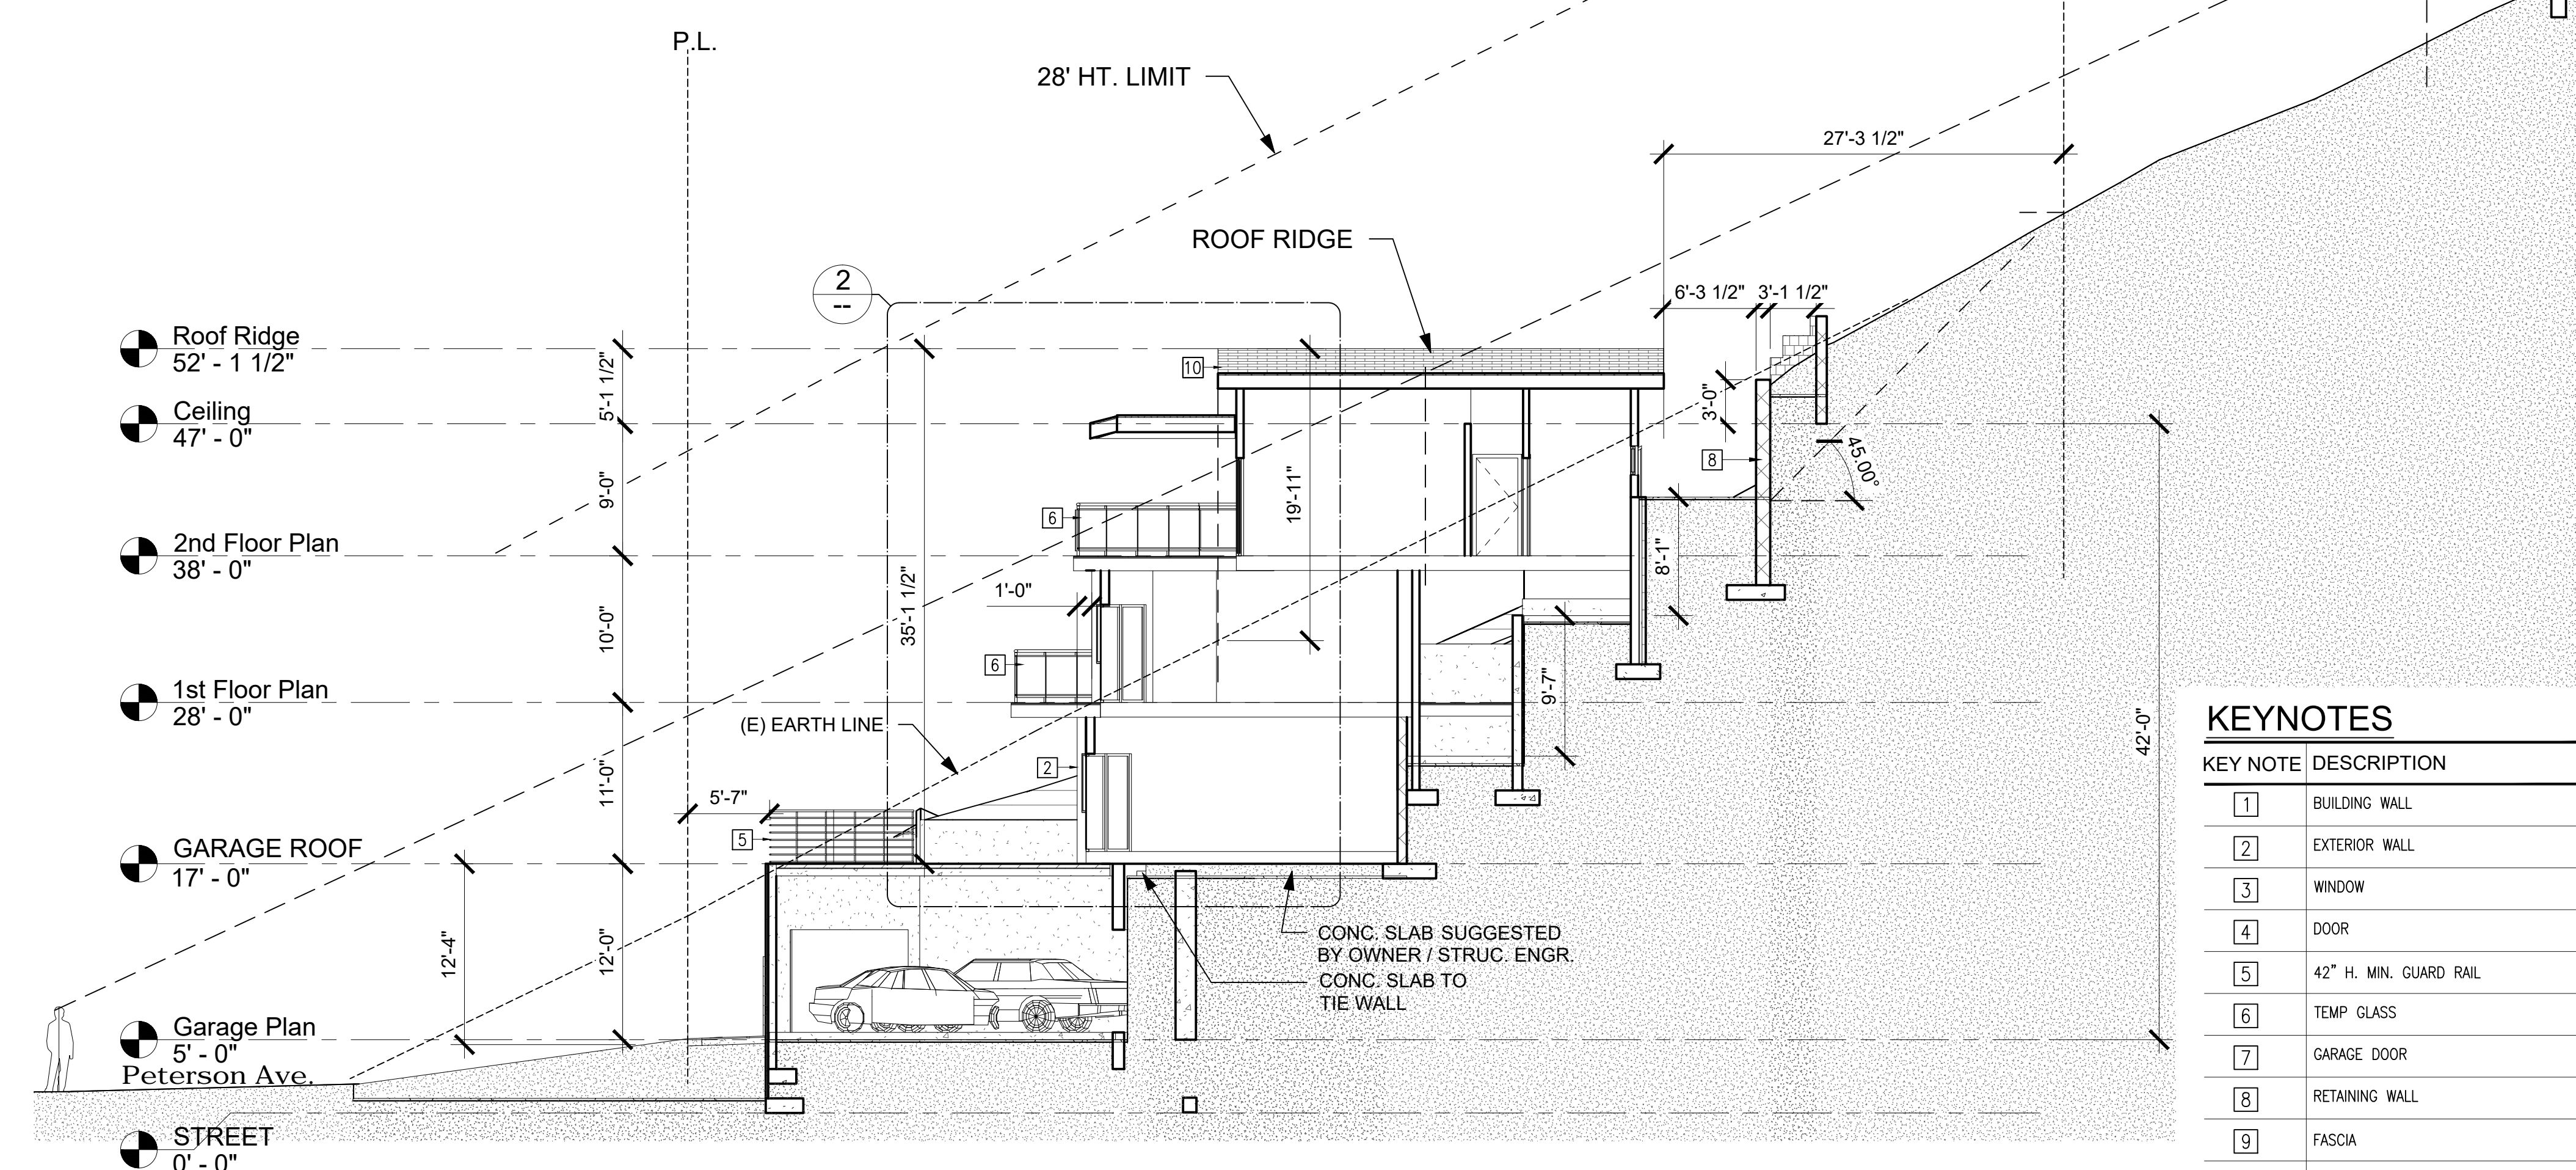 P.L.
28' HT. LIMIT
27'-3 1/2"
ROOF RIDGE
2
--
6'-3 1/2"
3'-1 1/2"
Roof Ridge
52' - 1 1/2"
5'-1 1/2"
10
3'-0"
Ceiling
47' - 0"
8
45.00°
9'-0"
19'-11"
6
2nd Floor Plan
38' - 0"
8'-1"
1'-0"
35'-1 1/2"
10'-0"
6
9'-7"
1st Floor Plan
28' - 0"
(E) EARTH LINE
42'-0"
2
11'-0"
5'-7"
5
GARAGE ROOF
17' - 0"
12'-4"
12'-0"
CONC. SLAB SUGGESTED
BY OWNER / STRUC. ENGR.
CONC. SLAB TO
TIE WALL
Garage Plan
5' - 0"
Peterson Ave.
STREET
0' - 0"
KEYNOTES
KEY NOTE DESCRIPTION
1 BUILDING WALL
2 EXTERIOR WALL
3 WINDOW
4 DOOR
5 42" H. MIN. GUARD RAIL
6 TEMP GLASS
7 GARAGE DOOR
8 RETAINING WALL
9 FASCIA